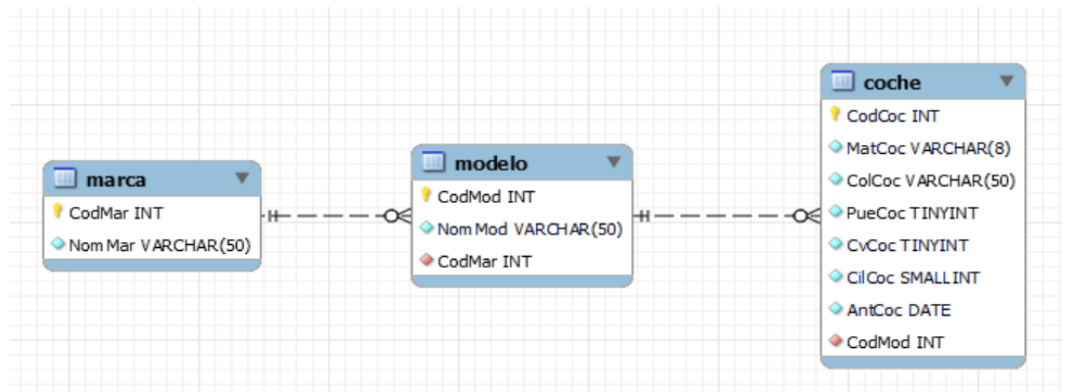 marca
CodMar INT
NomMar VARCHAR(50)
modelo
CodMod INT
NomMod VARCHAR(50)
CodMar INT
coche
CodCoc INT
MatCoc VARCHAR(8)
ColCoc VARCHAR(50)
PueCoc TINYINT
CvCoc TINYINT
CilCoc SMALLINT
AntCoc DATE
CodMod INT